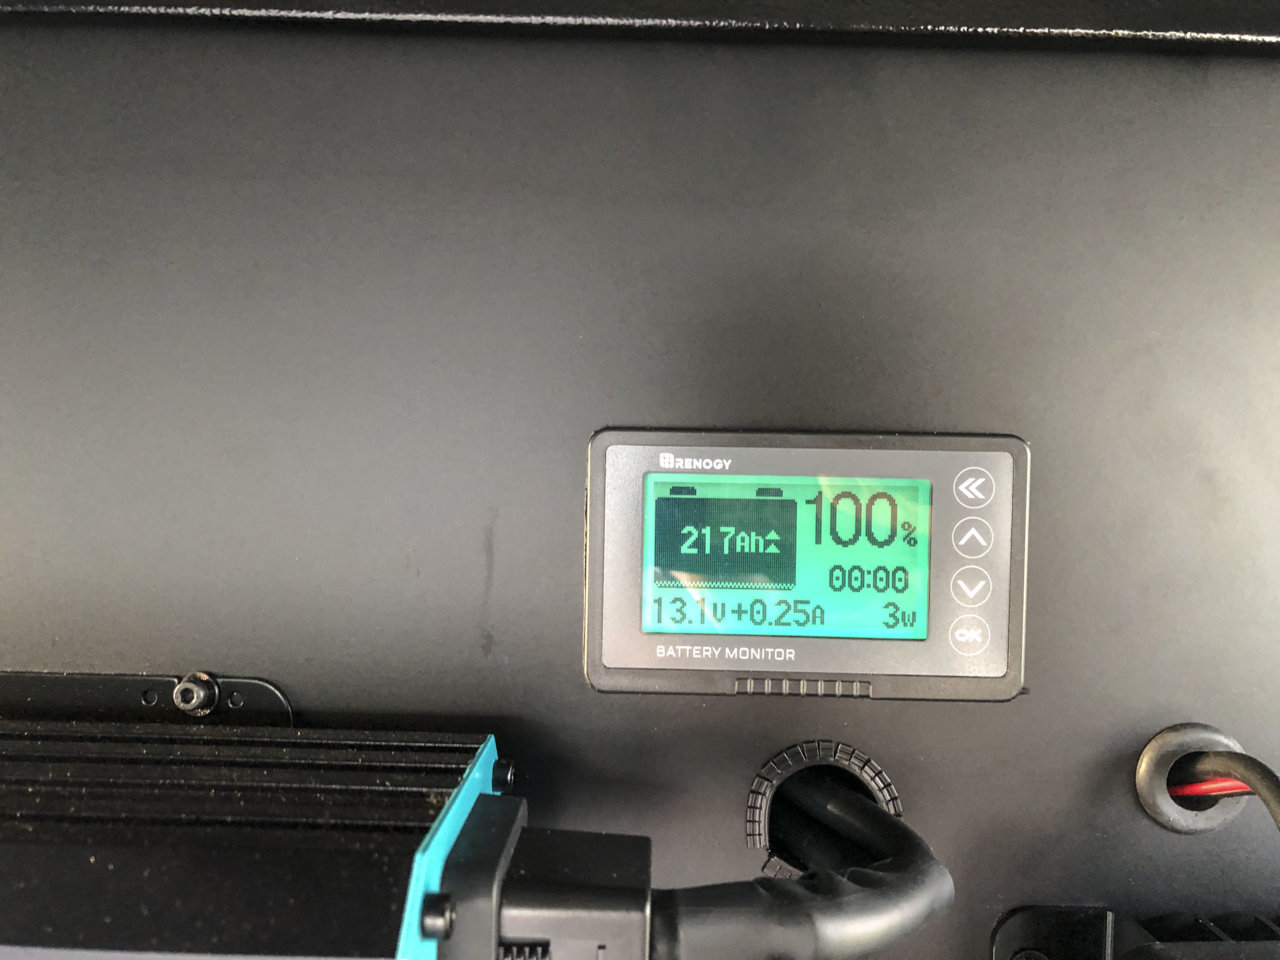 RENOGY
217Ah 100%
00:00
13.1V +0.25A 3W
BATTERY MONITOR
OK